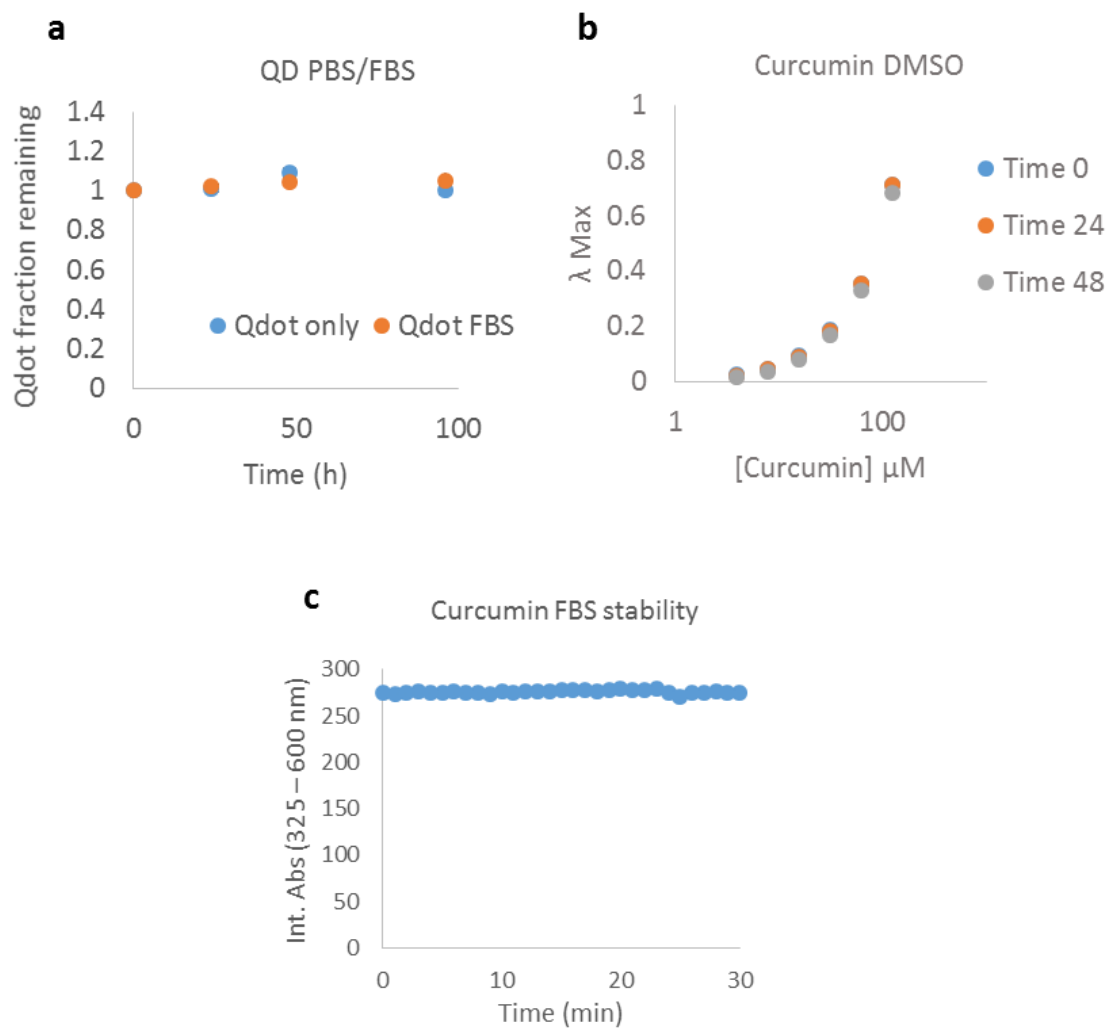 a
QD PBS/FBS
Qdot fraction remaining
1.4
1.2
1
0.8
0.6
0.4
0.2
0
Qdot only
Qdot FBS
0
50
100
Time (h)
b
Curcumin DMSO
λ Max
1
0.8
0.6
0.4
0.2
0
Time 0
Time 24
Time 48
1
100
[Curcumin] μM
c
Curcumin FBS stability
Int. Abs (325 – 600 nm)
300
250
200
150
100
50
0
0
10
20
30
Time (min)